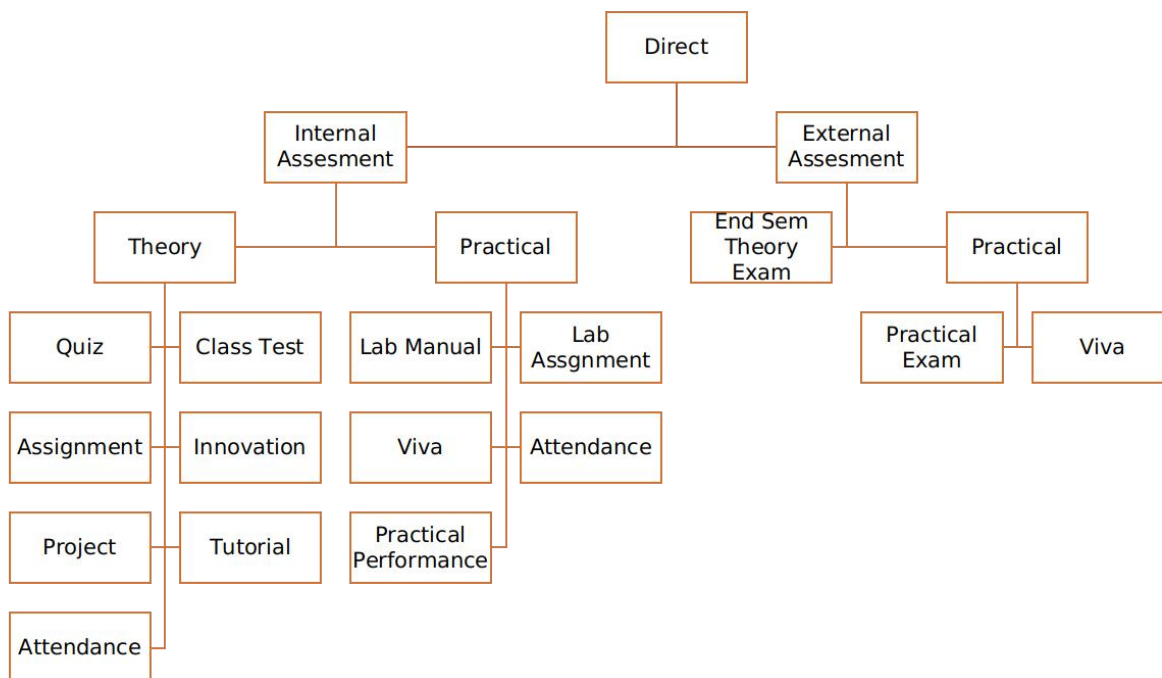 Direct
Internal
Assesment
External
Assesment
Theory
Practical
End Sem
Theory
Exam
Practical
Quiz
Class Test
Lab Manual
Lab
Assgnment
Practical
Exam
Viva
Assignment
Innovation
Viva
Attendance
Project
Tutorial
Practical
Performance
Attendance